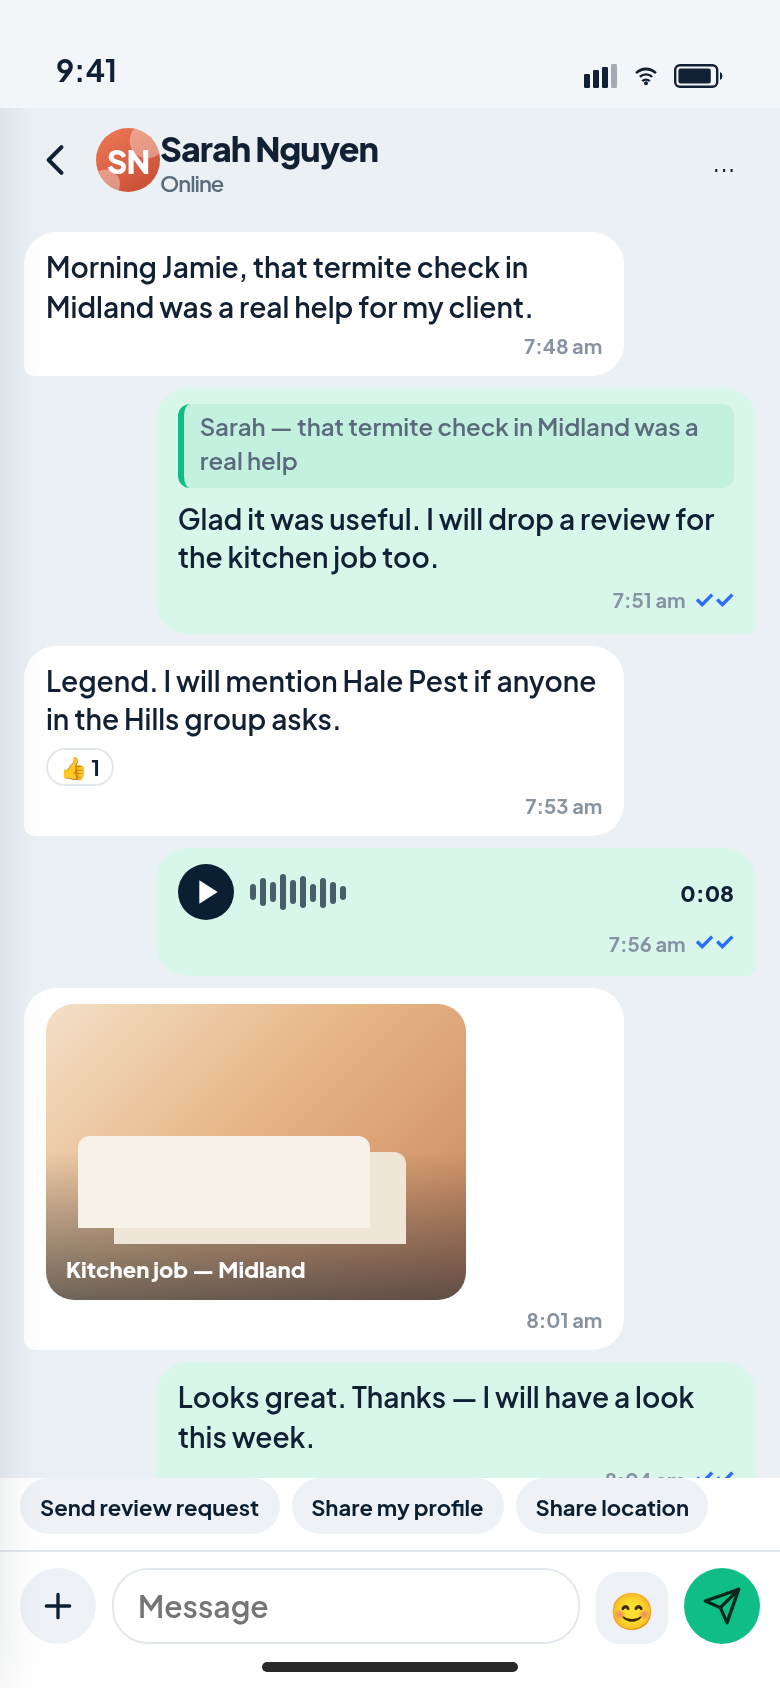 9:41
SN
Sarah Nguyen
Online
...
Morning Jamie, that termite check in
Midland was a real help for my client.
7:48 am
Sarah — that termite check in Midland was a
real help
Glad it was useful. I will drop a review for
the kitchen job too.
7:51 am
Legend. I will mention Hale Pest if anyone
in the Hills group asks.
👍 1
7:53 am
0:08
7:56 am
Kitchen job — Midland
8:01 am
Looks great. Thanks — I will have a look
this week.
8:04 am
Send review request
Share my profile
Share location
Message